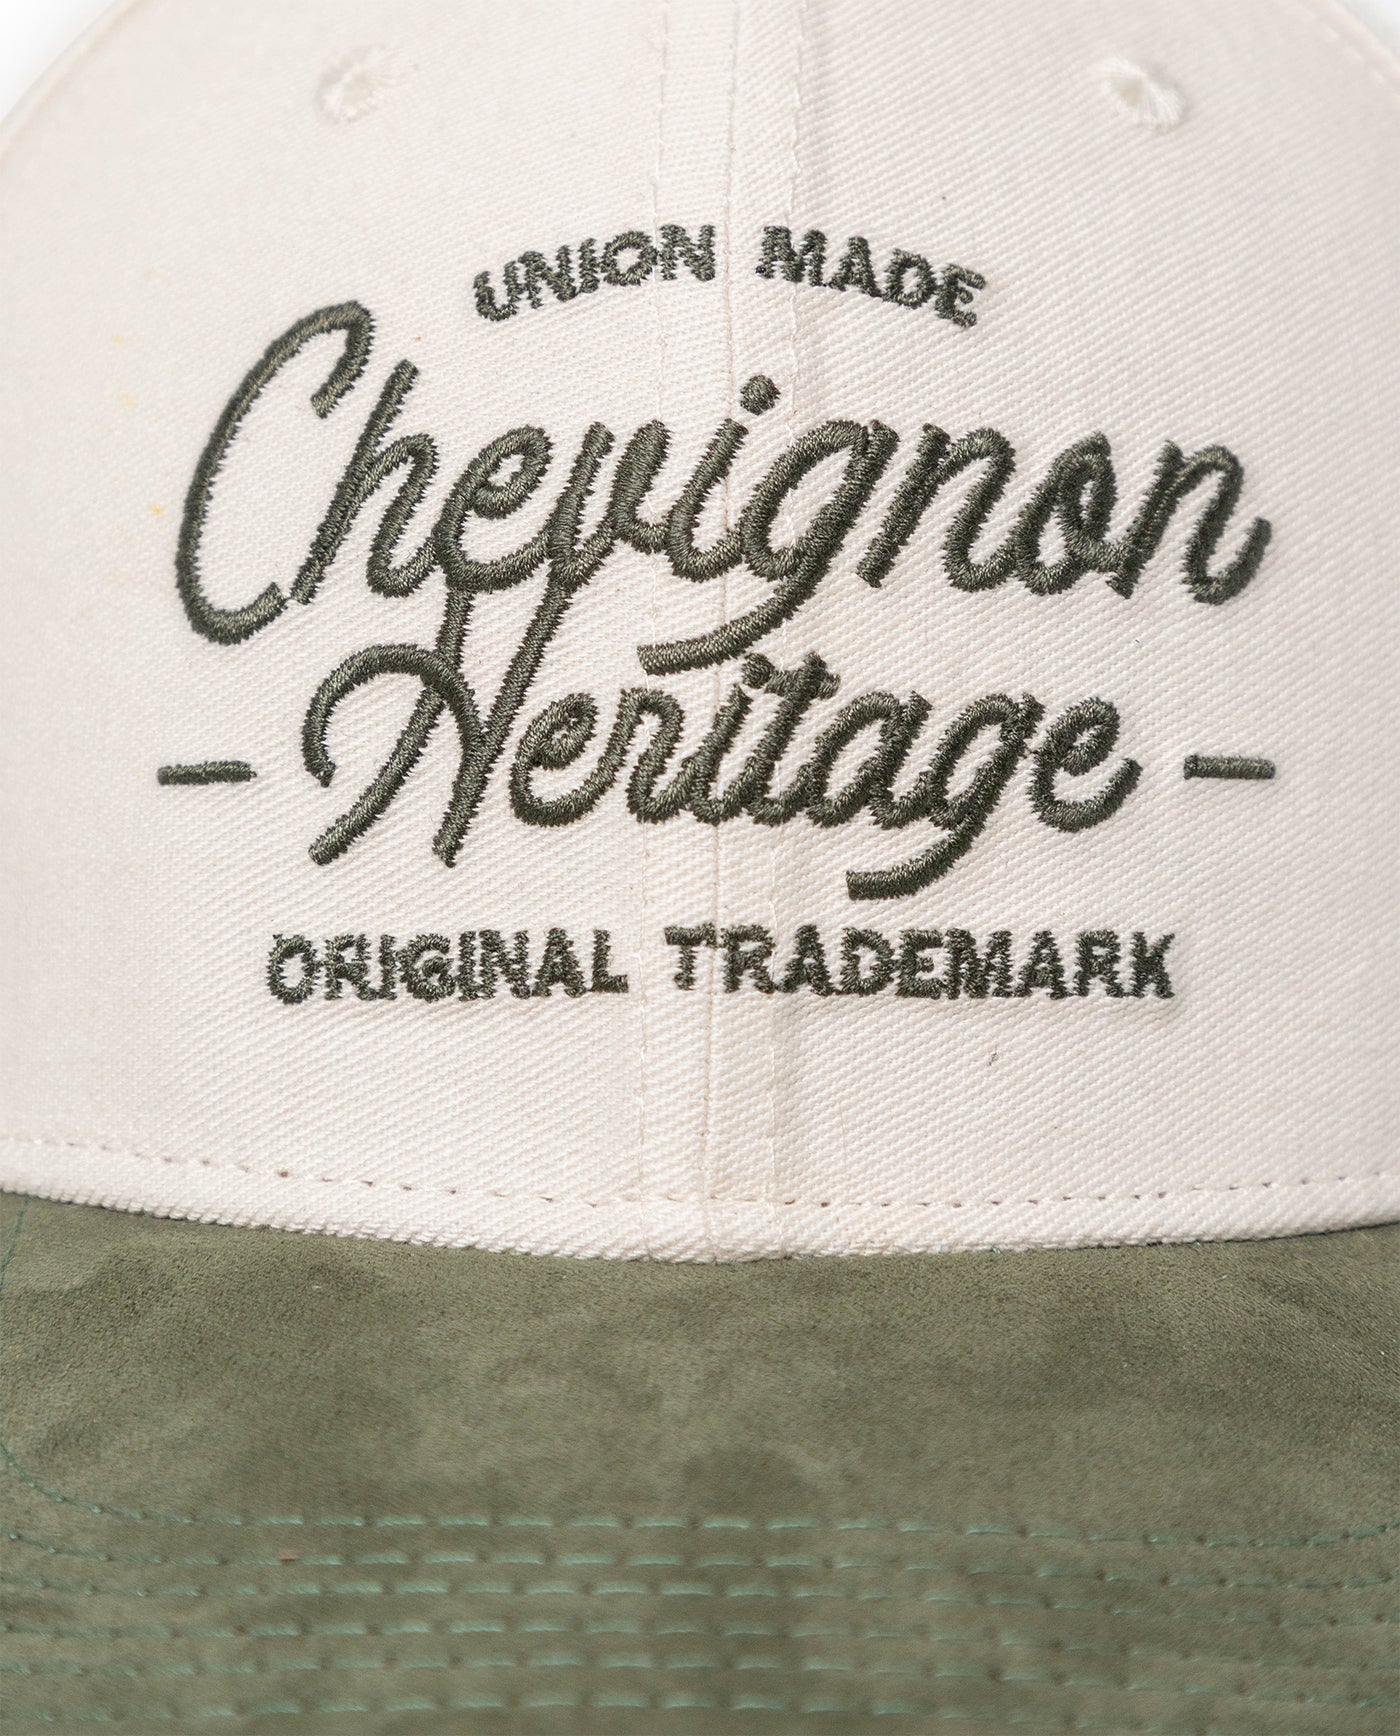 UNION MADE
Chevignon
- Heritage -
ORIGINAL TRADEMARK